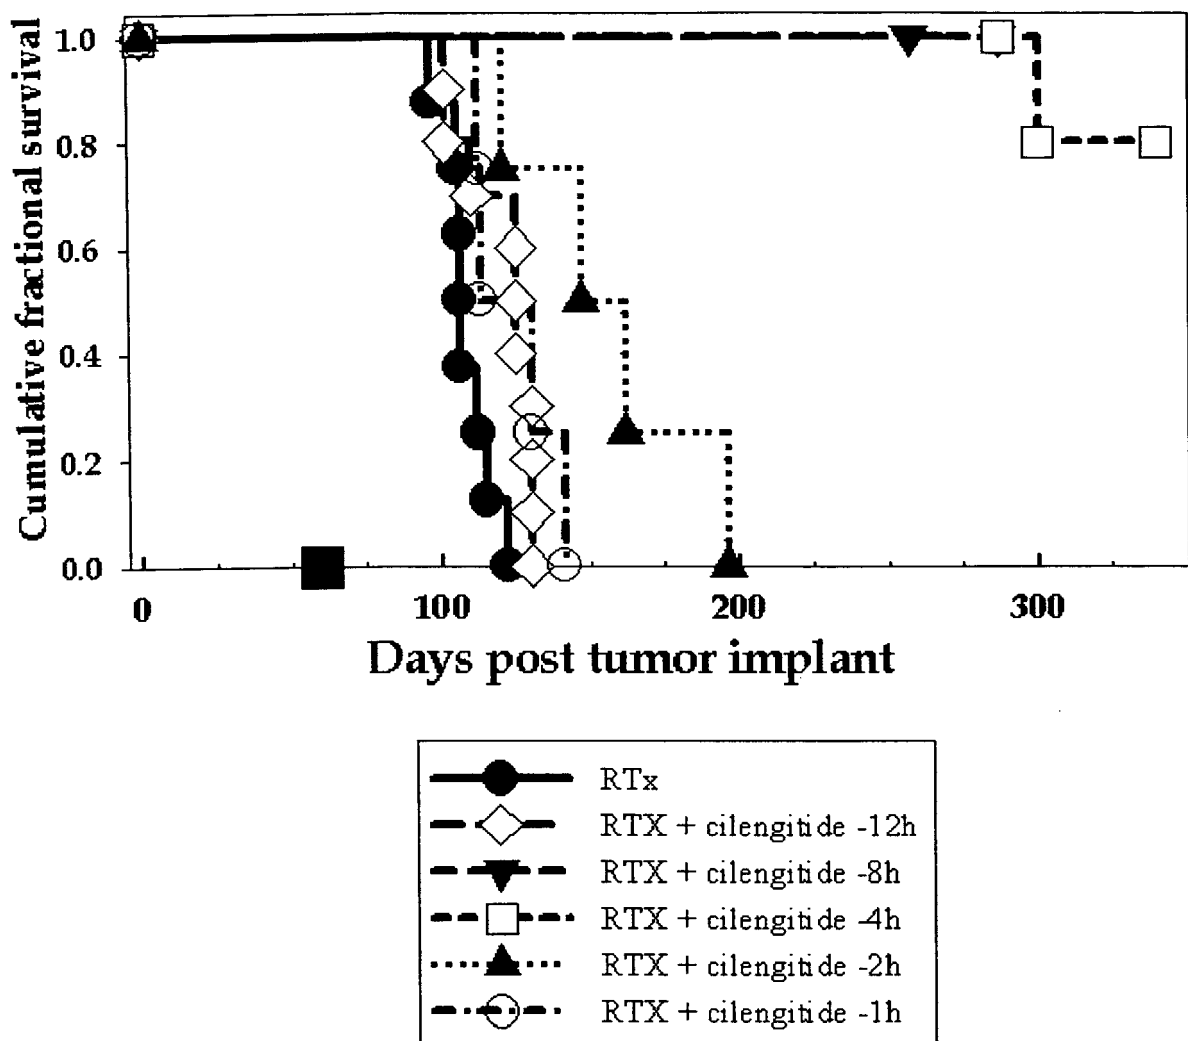 Cumulative fractional survival
1.0
0.8
0.6
0.4
0.2
0.0
0 100 200 300
Days post tumor implant
RTx
RTX + cilengitide -12h
RTX + cilengitide -8h
RTX + cilengitide -4h
RTX + cilengitide -2h
RTX + cilengitide -1h